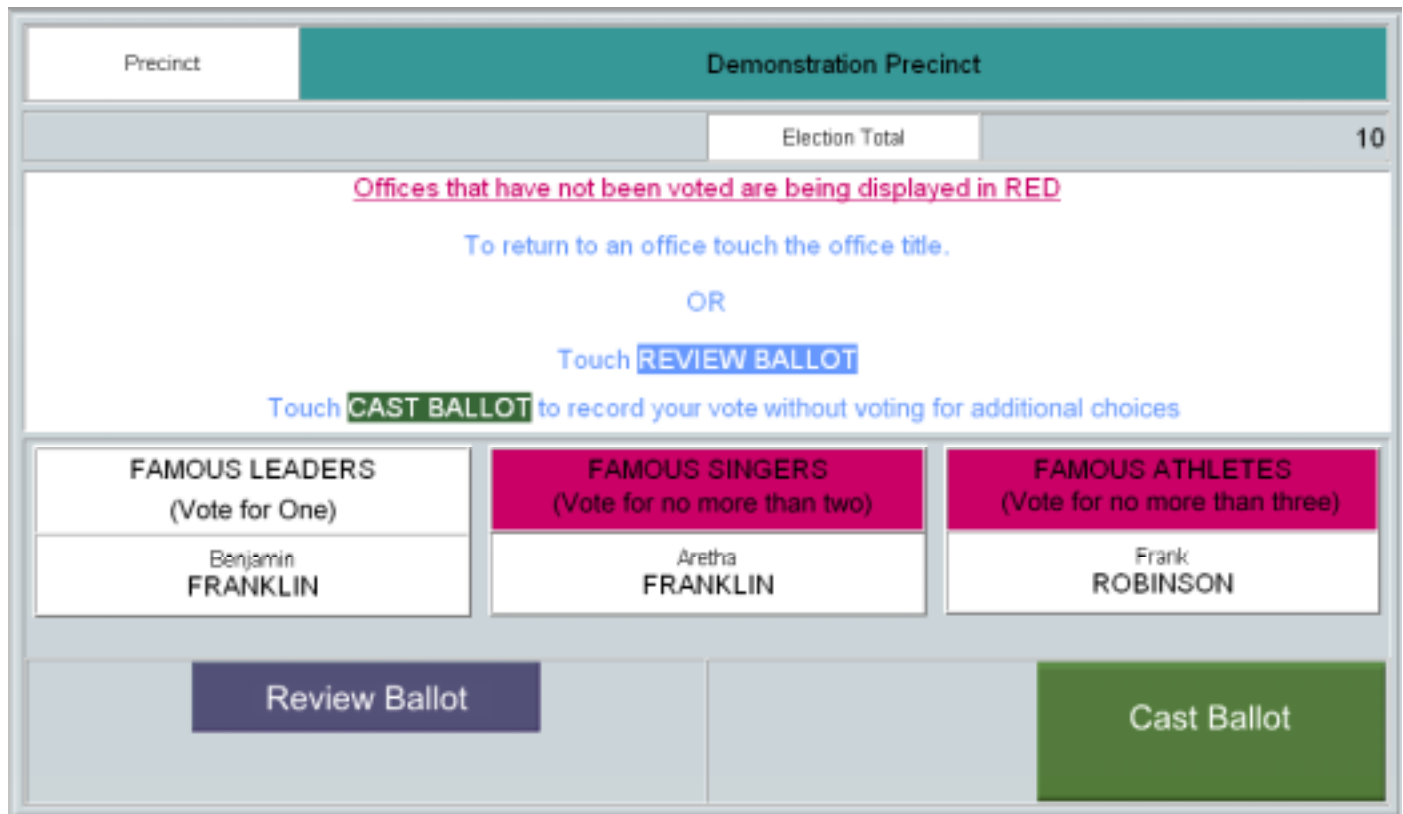 Precinct
Demonstration Precinct
Election Total
10
Offices that have not been voted are being displayed in RED
To return to an office touch the office title.
OR
Touch REVIEW BALLOT
Touch CAST BALLOT to record your vote without voting for additional choices
FAMOUS LEADERS
(Vote for One)
Benjamin
FRANKLIN
FAMOUS SINGERS
(Vote for no more than two)
Aretha
FRANKLIN
FAMOUS ATHLETES
(Vote for no more than three)
Frank
ROBINSON
Review Ballot
Cast Ballot